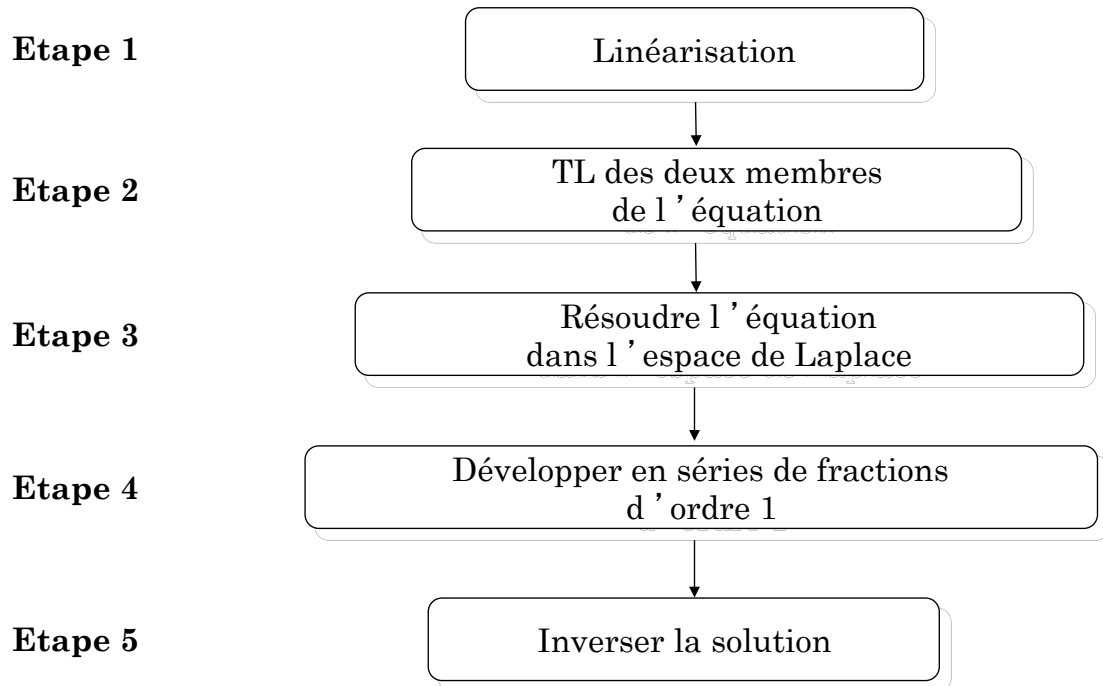 Etape 1
Linéarisation
Etape 2
TL des deux membres
de l ’ équation
Etape 3
Résoudre l ’ équation
dans l ’ espace de Laplace
Etape 4
Développer en séries de fractions
d ’ ordre 1
Etape 5
Inverser la solution